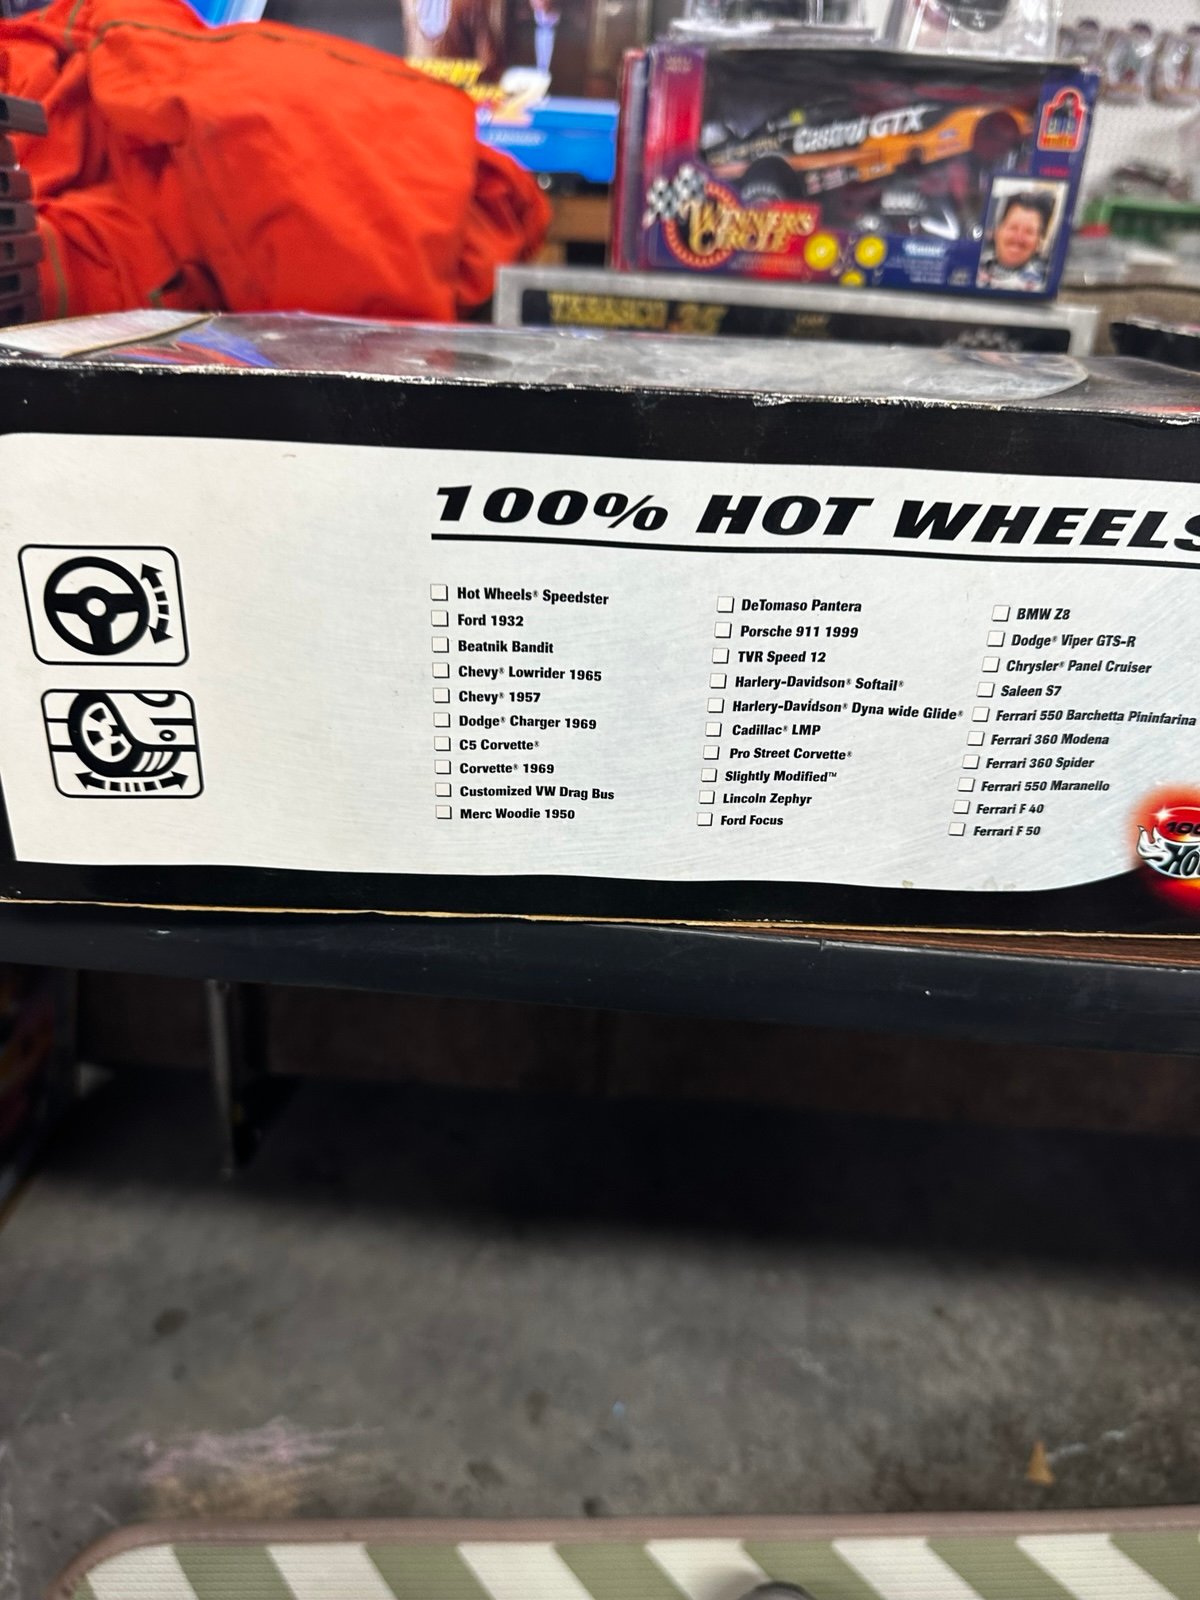 Castrol GTX
WINNER'S
CIRCLE
TABASCO
100% HOT WHEELS
Hot Wheels® Speedster
Ford 1932
Beatnik Bandit
Chevy® Lowrider 1965
Chevy® 1957
Dodge® Charger 1969
C5 Corvette®
Corvette® 1969
Customized VW Drag Bus
Merc Woodie 1950
DeTomaso Pantera
Porsche 911 1999
TVR Speed 12
Harley-Davidson® Softail®
Harley-Davidson® Dyna wide Glide®
Cadillac® LMP
Pro Street Corvette®
Slightly Modified™
Lincoln Zephyr
Ford Focus
BMW Z8
Dodge® Viper GTS-R
Chrysler® Panel Cruiser
Saleen S7
Ferrari 550 Barchetta Pininfarina
Ferrari 360 Modena
Ferrari 360 Spider
Ferrari 550 Maranello
Ferrari F 40
Ferrari F 50
100
HO